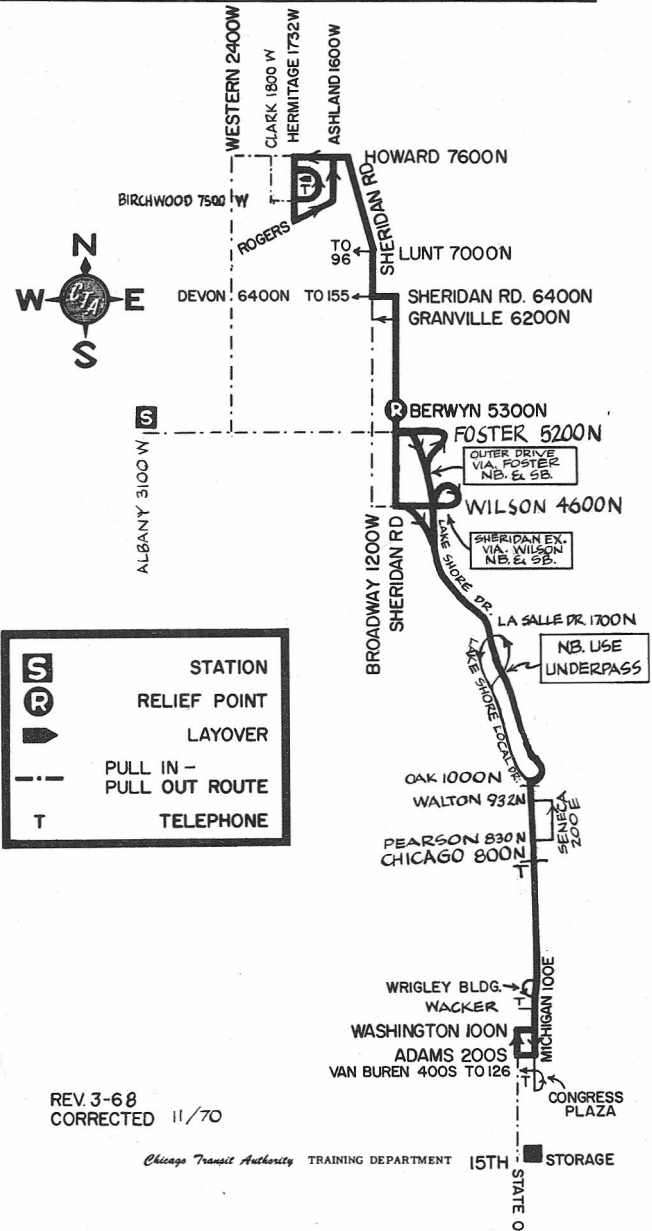 WESTERN 2400W
CLARK 1800 W
HERMITAGE 1732W
ASHLAND 1600W
HOWARD 7600N
BIRCHWOOD 7500 W
T
ROGERS
SHERIDAN RD
TO
96
LUNT 7000N
N
W
CTA
E
S
DEVON 6400N
TO 155
SHERIDAN RD. 6400N
GRANVILLE 6200N
S
R
BERWYN 5300N
FOSTER 5200N
OUTER DRIVE
VIA. FOSTER
NB. & SB.
ALBANY 3100 W
WILSON 4600N
SHERIDAN EX.
VIA. WILSON
NB. & SB.
BROADWAY 1200W
SHERIDAN RD
LAKE SHORE DR.
LA SALLE DR. 1700N
NB. USE
UNDERPASS
LAKE SHORE LOCAL DR.
S STATION
R RELIEF POINT
LAYOVER
PULL IN –
PULL OUT ROUTE
T TELEPHONE
OAK 1000N
WALTON 932N
SENECA
200 E
PEARSON 830 N
CHICAGO 800N
T
WRIGLEY BLDG.
T
WACKER
MICHIGAN 100E
WASHINGTON 100N
ADAMS 200S
VAN BUREN 400S TO 126
T
CONGRESS
PLAZA
REV. 3-68
CORRECTED 11/70
Chicago Transit Authority TRAINING DEPARTMENT
15TH
STORAGE
STATE O